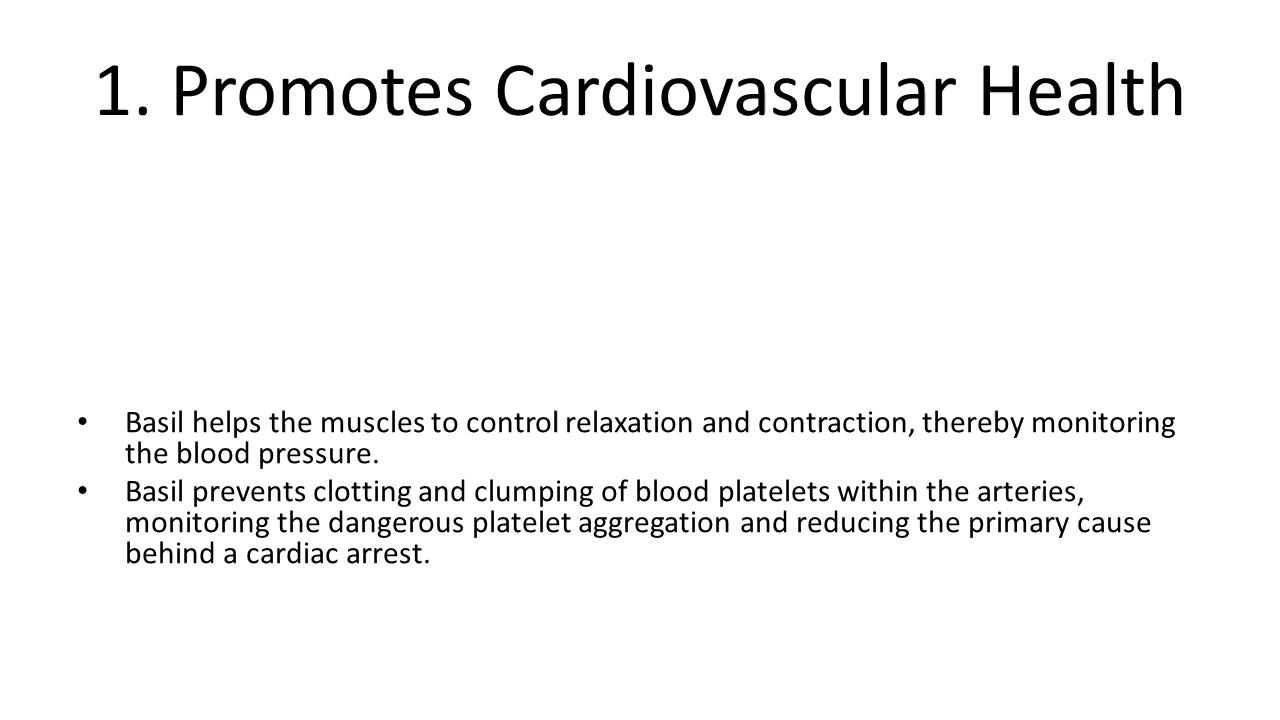 1. Promotes Cardiovascular Health
• Basil helps the muscles to control relaxation and contraction, thereby monitoring
the blood pressure.
• Basil prevents clotting and clumping of blood platelets within the arteries,
monitoring the dangerous platelet aggregation and reducing the primary cause
behind a cardiac arrest.